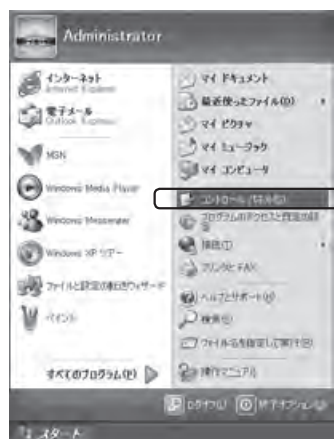 Administrator
インターネット
Internet Explorer
電子メール
Outlook Express
MSN
Windows Media Player
Windows Messenger
Windows XP ツアー
ファイルと設定の転送ウィザード
ペイント
すべてのプログラム(P)
マイ ドキュメント
最近使ったファイル(D)
マイ ピクチャ
マイ ミュージック
マイ コンピュータ
コントロール パネル(C)
プログラムのアクセスと既定の設
接続(T)
プリンタと FAX
ヘルプとサポート(H)
検索(S)
ファイル名を指定して実行(R)
操作マニュアル
ログオフ(L)
終了オプション(U)
スタート